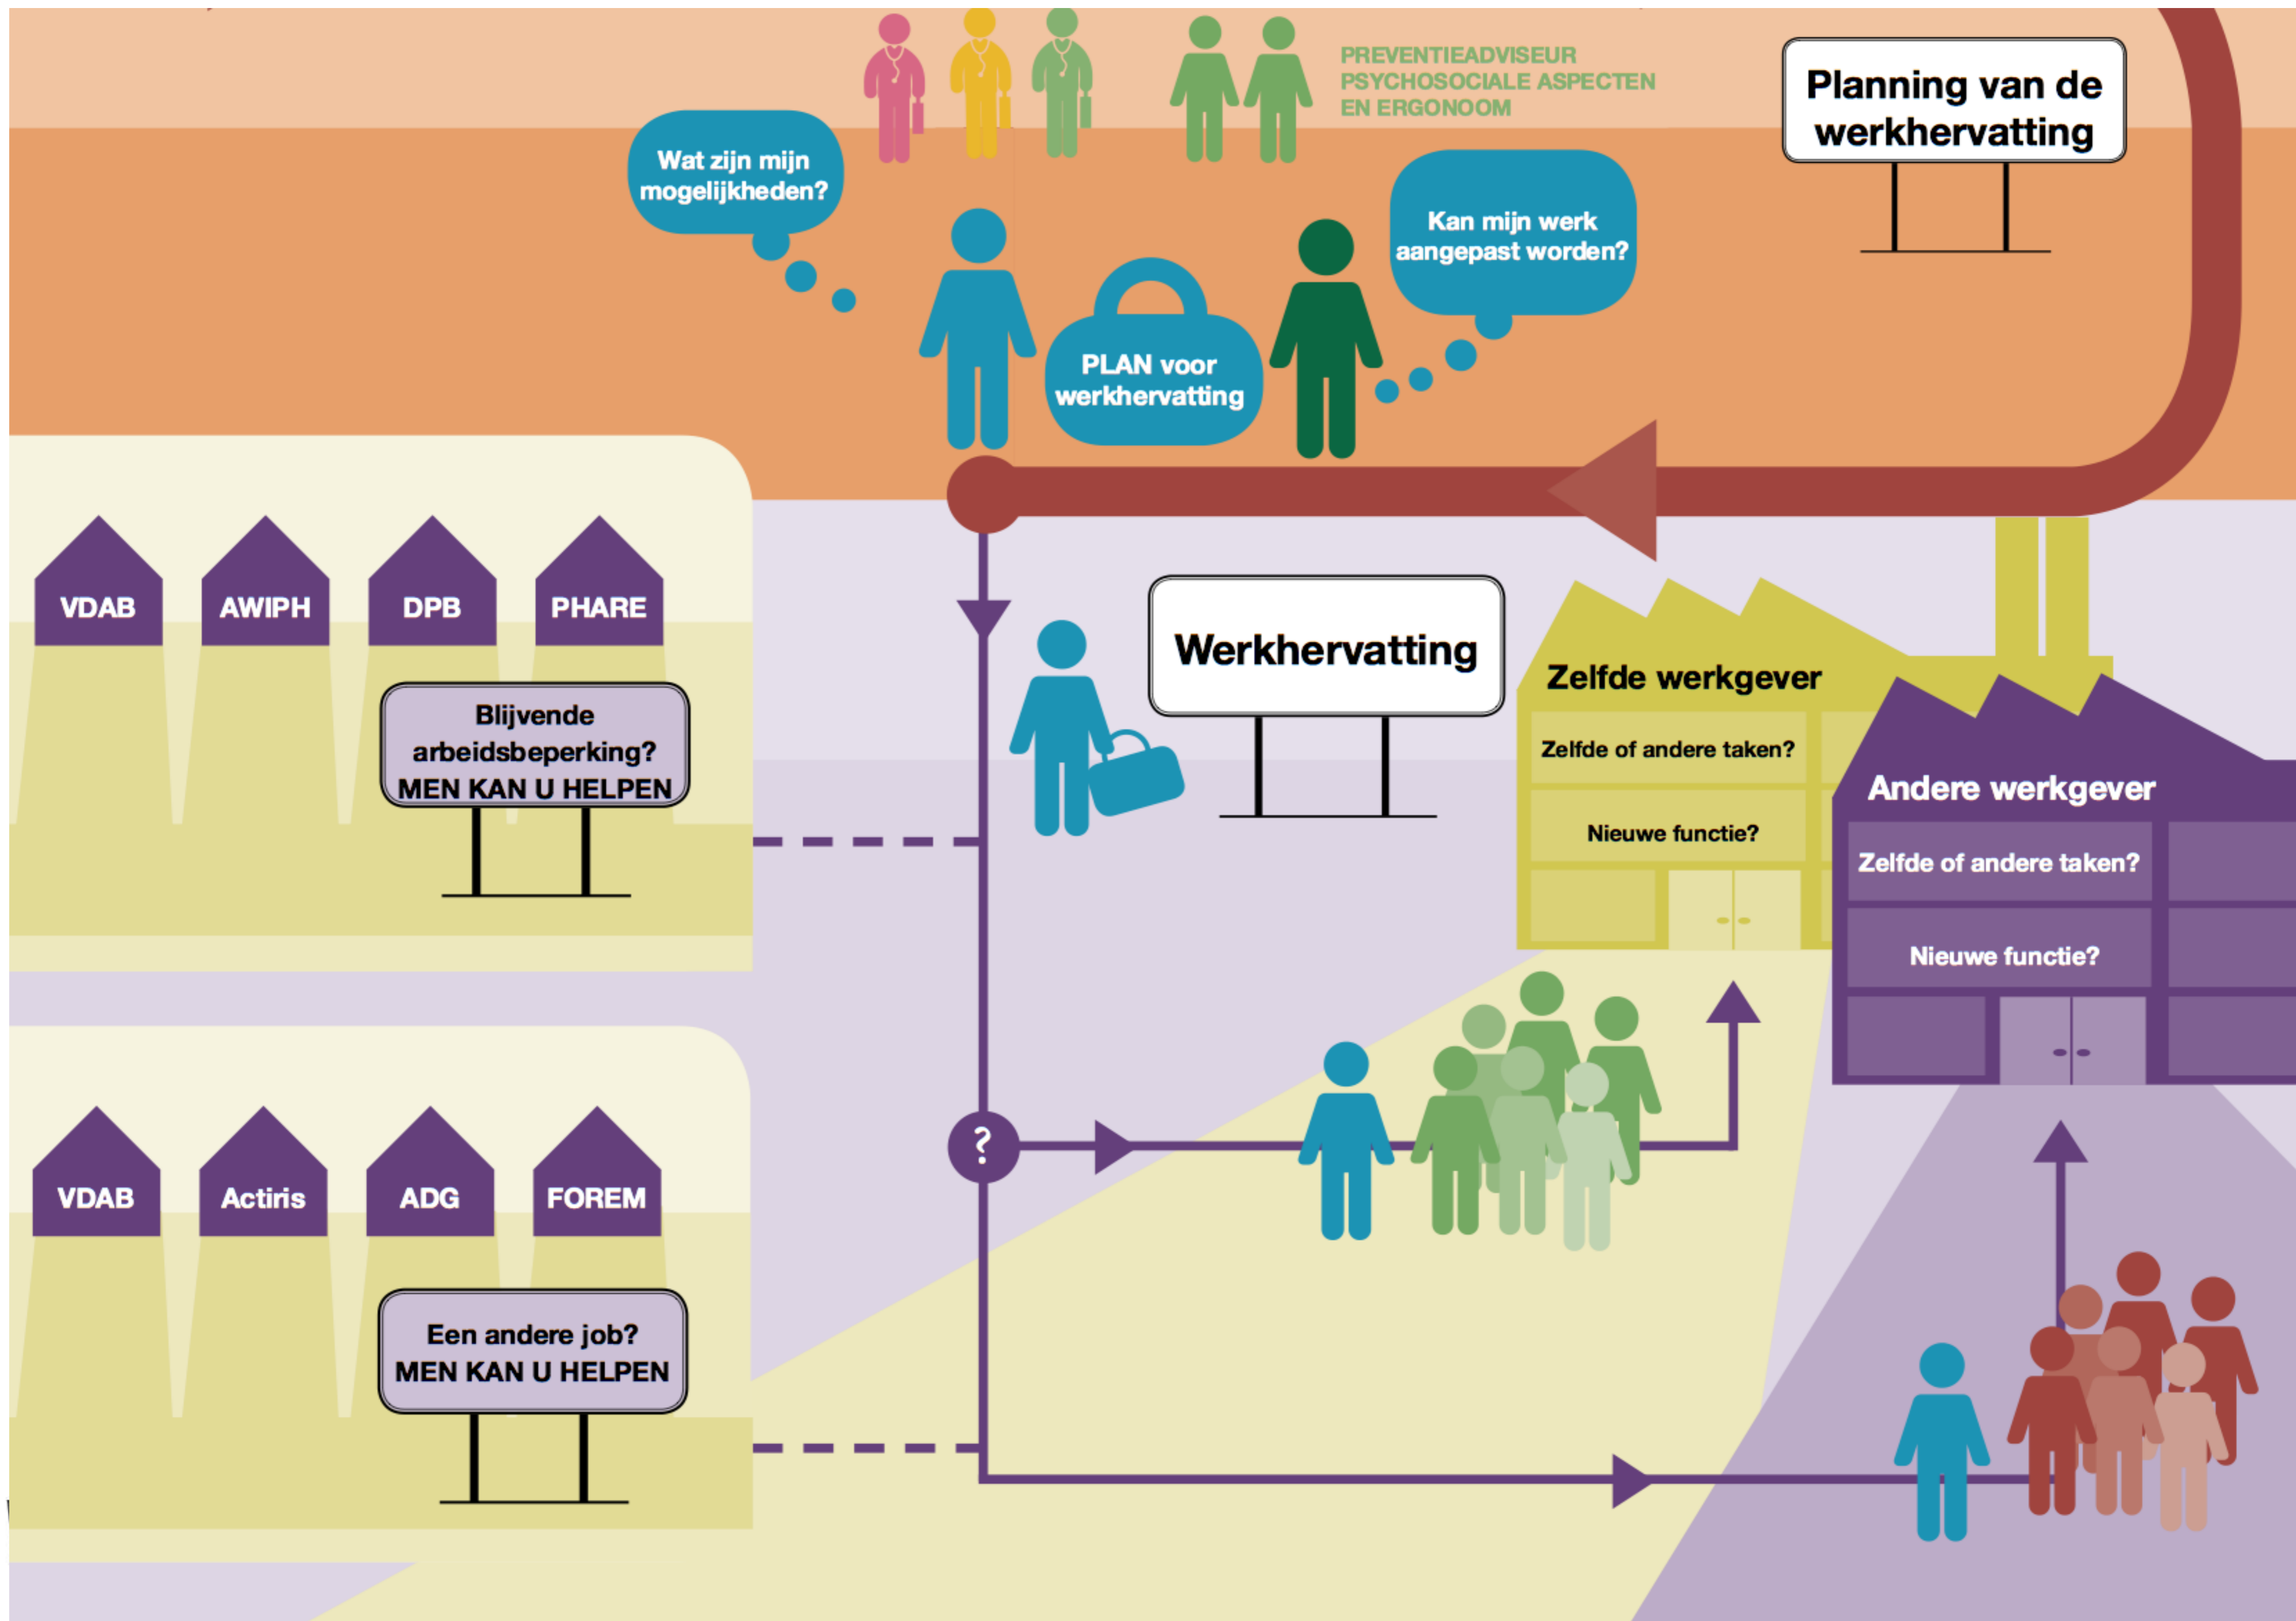 PREVENTIEADVISEUR
PSYCHOSOCIALE ASPECTEN
EN ERGONOOM
Planning van de
werkhervatting
Wat zijn mijn
mogelijkheden?
Kan mijn werk
aangepast worden?
PLAN voor
werkhervatting
VDAB
AWIPH
DPB
PHARE
Blijvende
arbeidsbeperking?
MEN KAN U HELPEN
Werkhervatting
Zelfde werkgever
Zelfde of andere taken?
Nieuwe functie?
Andere werkgever
Zelfde of andere taken?
Nieuwe functie?
?
VDAB
Actiris
ADG
FOREM
Een andere job?
MEN KAN U HELPEN